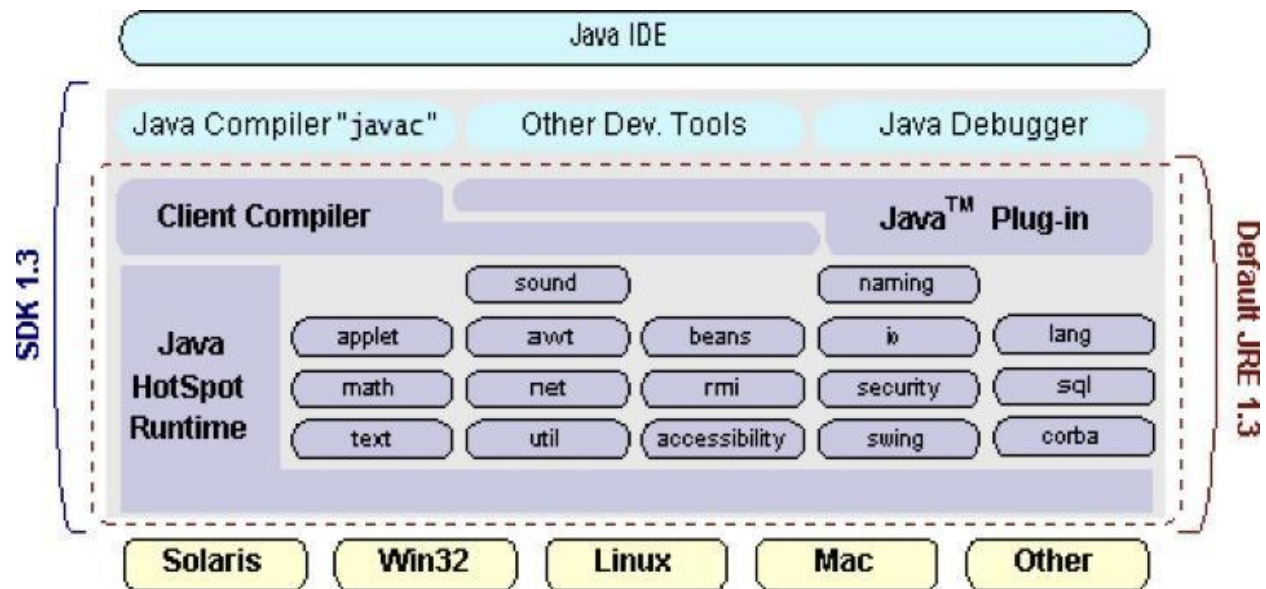 Java IDE
Java Compiler "javac"
Other Dev. Tools
Java Debugger
Client Compiler
Java™ Plug-in
SDK 1.3
Default JRE 1.3
Java
HotSpot
Runtime
sound
naming
applet
awt
beans
io
lang
math
net
rmi
security
sql
text
util
accessibility
swing
corba
Solaris
Win32
Linux
Mac
Other